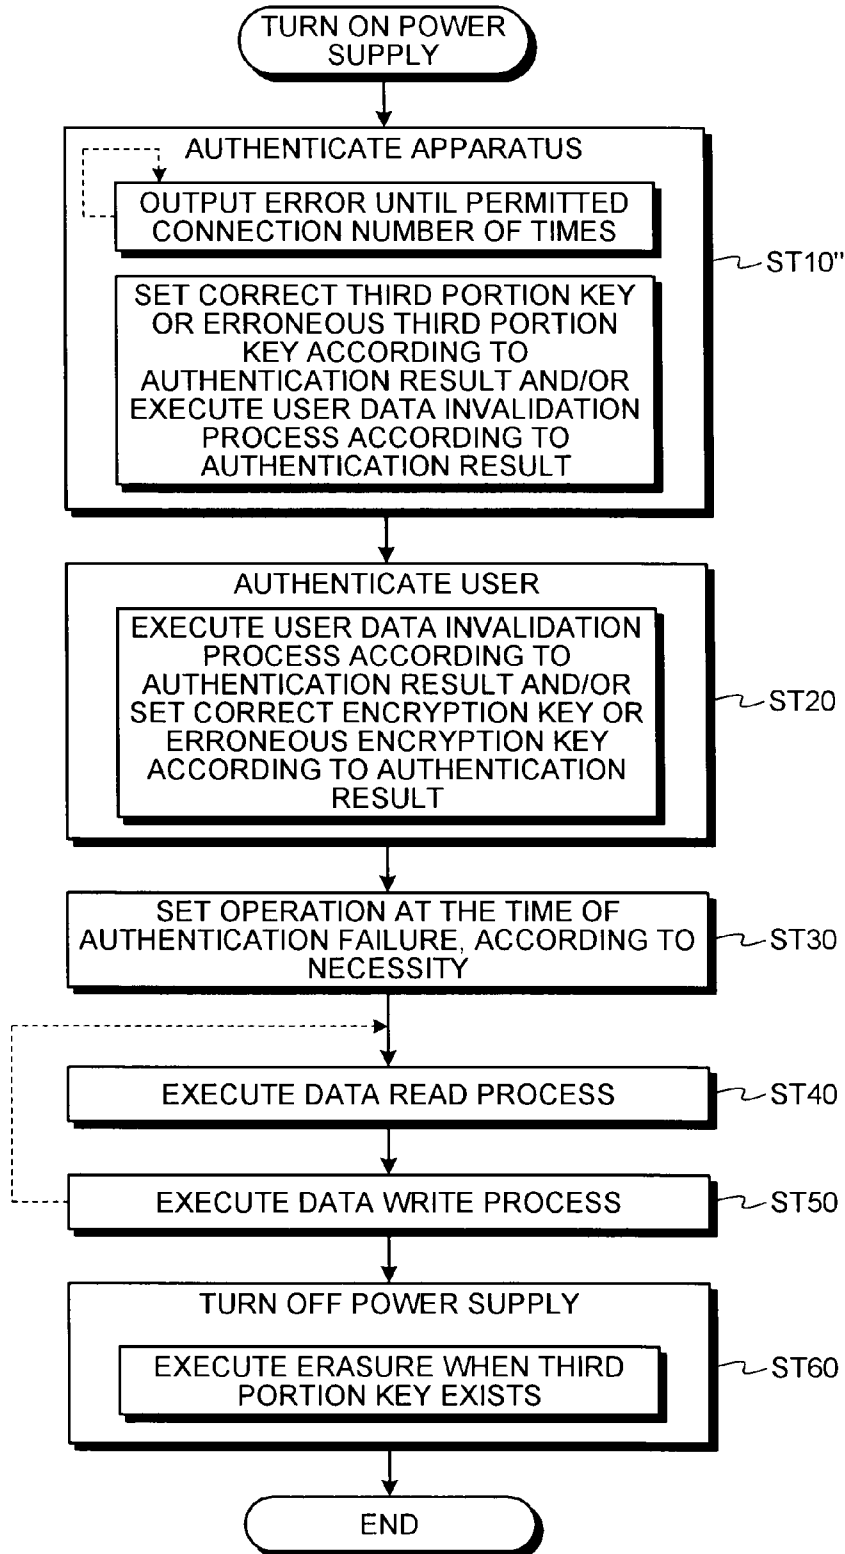 TURN ON POWER
SUPPLY
AUTHENTICATE APPARATUS
OUTPUT ERROR UNTIL PERMITTED
CONNECTION NUMBER OF TIMES
ST10"
SET CORRECT THIRD PORTION KEY
OR ERRONEOUS THIRD PORTION
KEY ACCORDING TO
AUTHENTICATION RESULT AND/OR
EXECUTE USER DATA INVALIDATION
PROCESS ACCORDING TO
AUTHENTICATION RESULT
AUTHENTICATE USER
EXECUTE USER DATA INVALIDATION
PROCESS ACCORDING TO
AUTHENTICATION RESULT AND/OR
SET CORRECT ENCRYPTION KEY OR
ERRONEOUS ENCRYPTION KEY
ACCORDING TO AUTHENTICATION
RESULT
ST20
SET OPERATION AT THE TIME OF
AUTHENTICATION FAILURE, ACCORDING TO
NECESSITY
ST30
EXECUTE DATA READ PROCESS
ST40
EXECUTE DATA WRITE PROCESS
ST50
TURN OFF POWER SUPPLY
EXECUTE ERASURE WHEN THIRD
PORTION KEY EXISTS
ST60
END